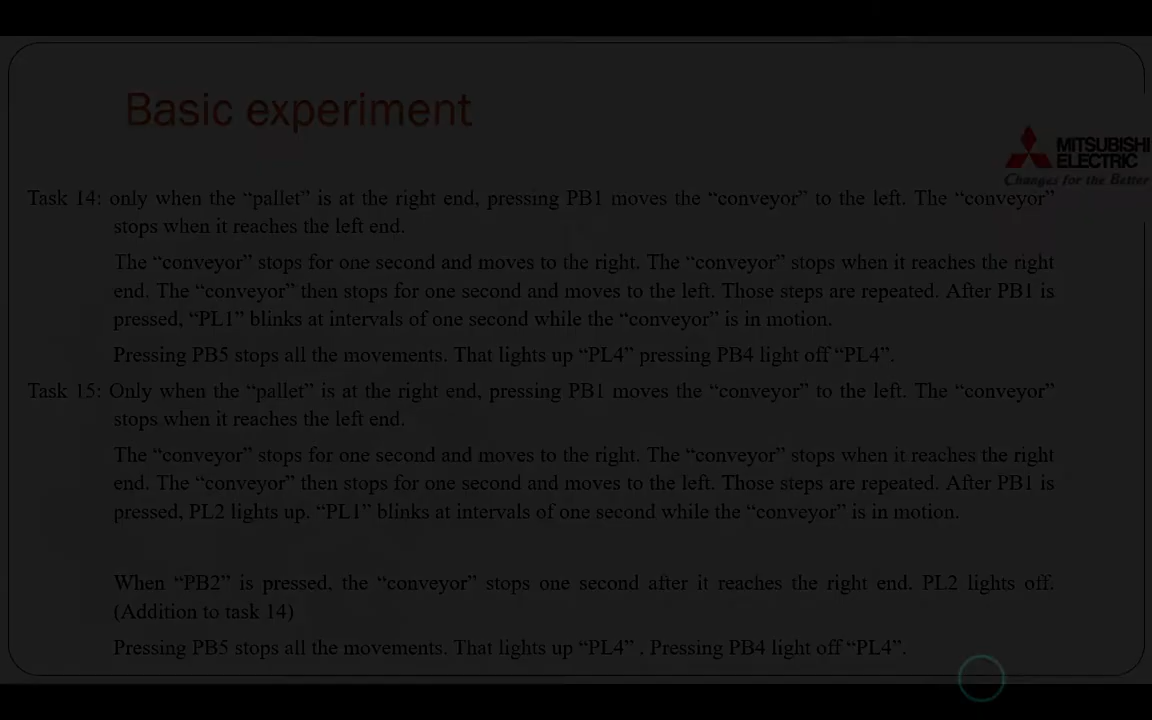 Basic experiment
MITSUBISHI
ELECTRIC
Changes for the Better
Task 14: only when the “pallet” is at the right end, pressing PB1 moves the “conveyor” to the left. The “conveyor”
stops when it reaches the left end.
The “conveyor” stops for one second and moves to the right. The “conveyor” stops when it reaches the right
end. The “conveyor” then stops for one second and moves to the left. Those steps are repeated. After PB1 is
pressed, “PL1” blinks at intervals of one second while the “conveyor” is in motion.
Pressing PB5 stops all the movements. That lights up “PL4” pressing PB4 light off “PL4”.
Task 15: Only when the “pallet” is at the right end, pressing PB1 moves the “conveyor” to the left. The “conveyor”
stops when it reaches the left end.
The “conveyor” stops for one second and moves to the right. The “conveyor” stops when it reaches the right
end. The “conveyor” then stops for one second and moves to the left. Those steps are repeated. After PB1 is
pressed, PL2 lights up. “PL1” blinks at intervals of one second while the “conveyor” is in motion.
When “PB2” is pressed, the “conveyor” stops one second after it reaches the right end. PL2 lights off.
(Addition to task 14)
Pressing PB5 stops all the movements. That lights up “PL4” . Pressing PB4 light off “PL4”.